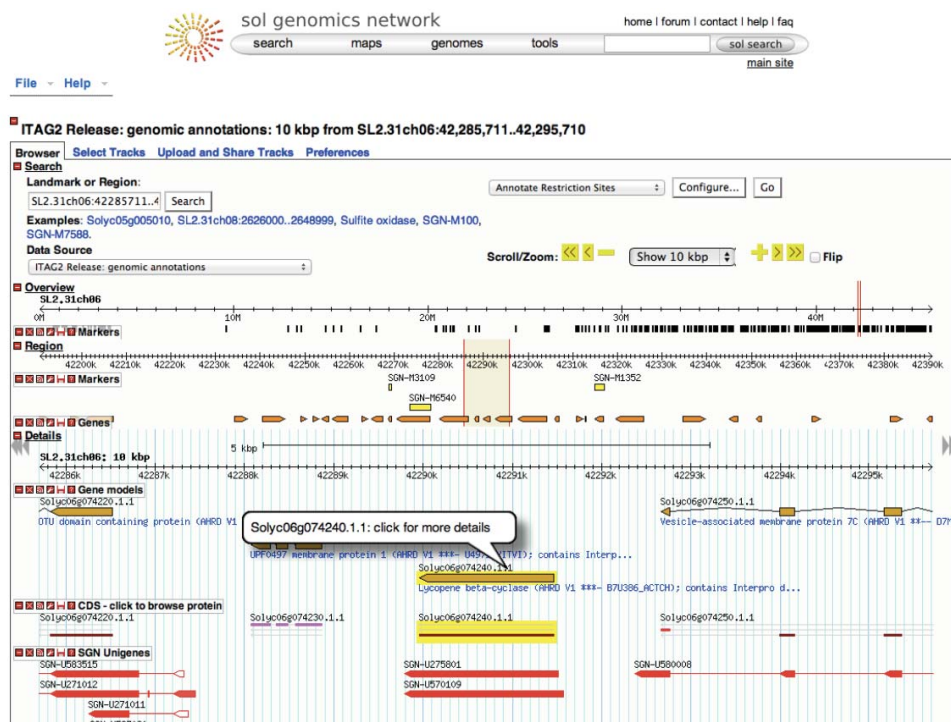 sol genomics network
home | forum | contact | help | faq
search maps genomes tools
sol search
main site
File Help
ITAG2 Release: genomic annotations: 10 kbp from SL2.31ch06:42,285,711..42,295,710
Browser Select Tracks Upload and Share Tracks Preferences
Search
Landmark or Region:
SL2.31ch06:42285711..4 Search
Annotate Restriction Sites Configure... Go
Examples: Solyc05g005010, SL2.31ch08:2626000..2648999, Sulfite oxidase, SGN-M100,
SGN-M7588.
Data Source
ITAG2 Release: genomic annotations
Scroll/Zoom: << < − Show 10 kbp + > >> Flip
Overview
SL2.31ch06
0M 10M 20M 30M 40M
Markers
Region
42200k 42210k 42220k 42230k 42240k 42250k 42260k 42270k 42280k 42290k 42300k 42310k 42320k 42330k 42340k 42350k 42360k 42370k 42380k 42390k
Markers
SGN-M3109 SGN-M1352
SGN-M6540
Genes
Details
5 kbp
SL2.31ch06: 10 kbp
42286k 42287k 42288k 42289k 42290k 42291k 42292k 42293k 42294k 42295k
Gene models
Solyc06g074220.1.1 Solyc06g074250.1.1
OTU domain containing protein (AHRD V1 Vesicle-associated membrane protein 7C (AHRD V1 **--
Solyc06g074240.1.1: click for more details
UPF0497 membrane protein 1 (AHRD V1 ***- contains Interp...
Solyc06g074240.1.1
Lycopene beta-cyclase (AHRD V1 ***- B7U386_ACTCH); contains Interpro d...
CDS - click to browse protein
Solyc06g074220.1.1 Solyc06g074230.1.1 Solyc06g074240.1.1 Solyc06g074250.1.1
SGN Unigenes
SGN-U583515 SGN-U275801 SGN-U580008
SGN-U271012 SGN-U570109
SGN-U271011